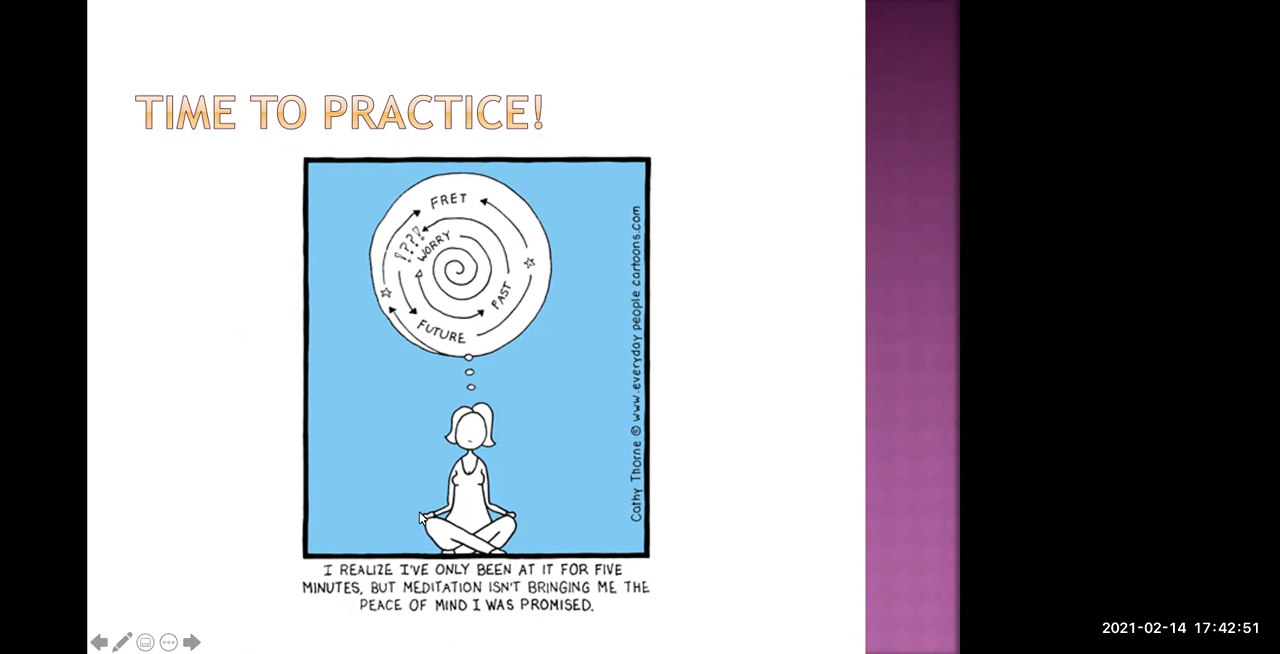 TIME TO PRACTICE!
FRET
!???!
WORRY
PAST
FUTURE
Cathy Thorne © www.everyday people cartoons.com
I REALIZE I'VE ONLY BEEN AT IT FOR FIVE
MINUTES, BUT MEDITATION ISN'T BRINGING ME THE
PEACE OF MIND I WAS PROMISED.
2021-02-14 17:42:51